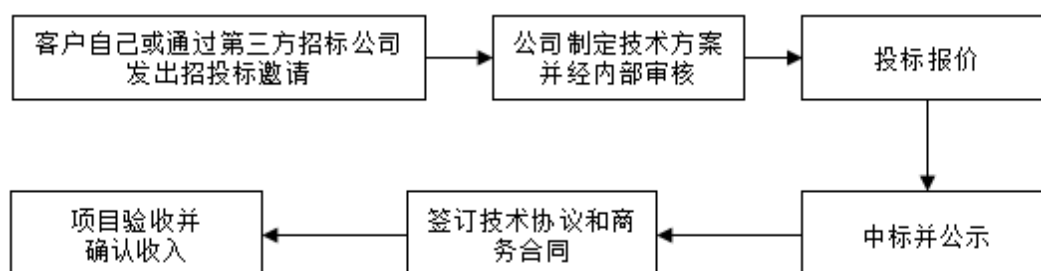 客户自己或通过第三方招标公司
发出招投标邀请
公司制定技术方案
并经内部审核
投标报价
中标并公示
签订技术协议和商
务合同
项目验收并
确认收入